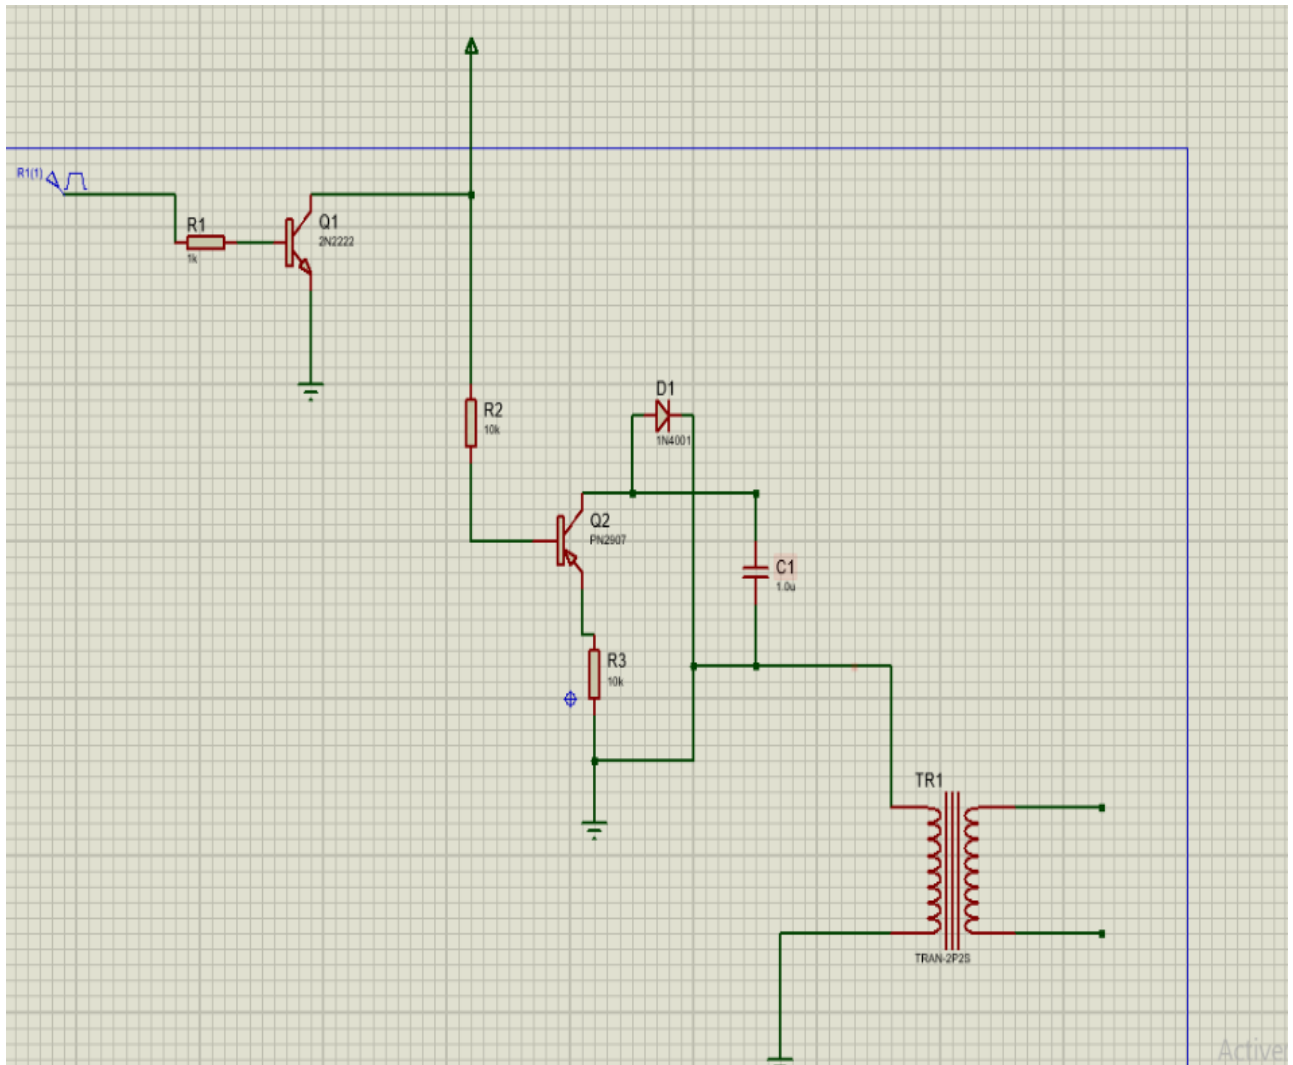 R1(1)
R1
1k
Q1
2N2222
R2
10k
D1
1N4001
Q2
PN2907
C1
1.0u
R3
10k
TR1
TRAN-2P2S
Active